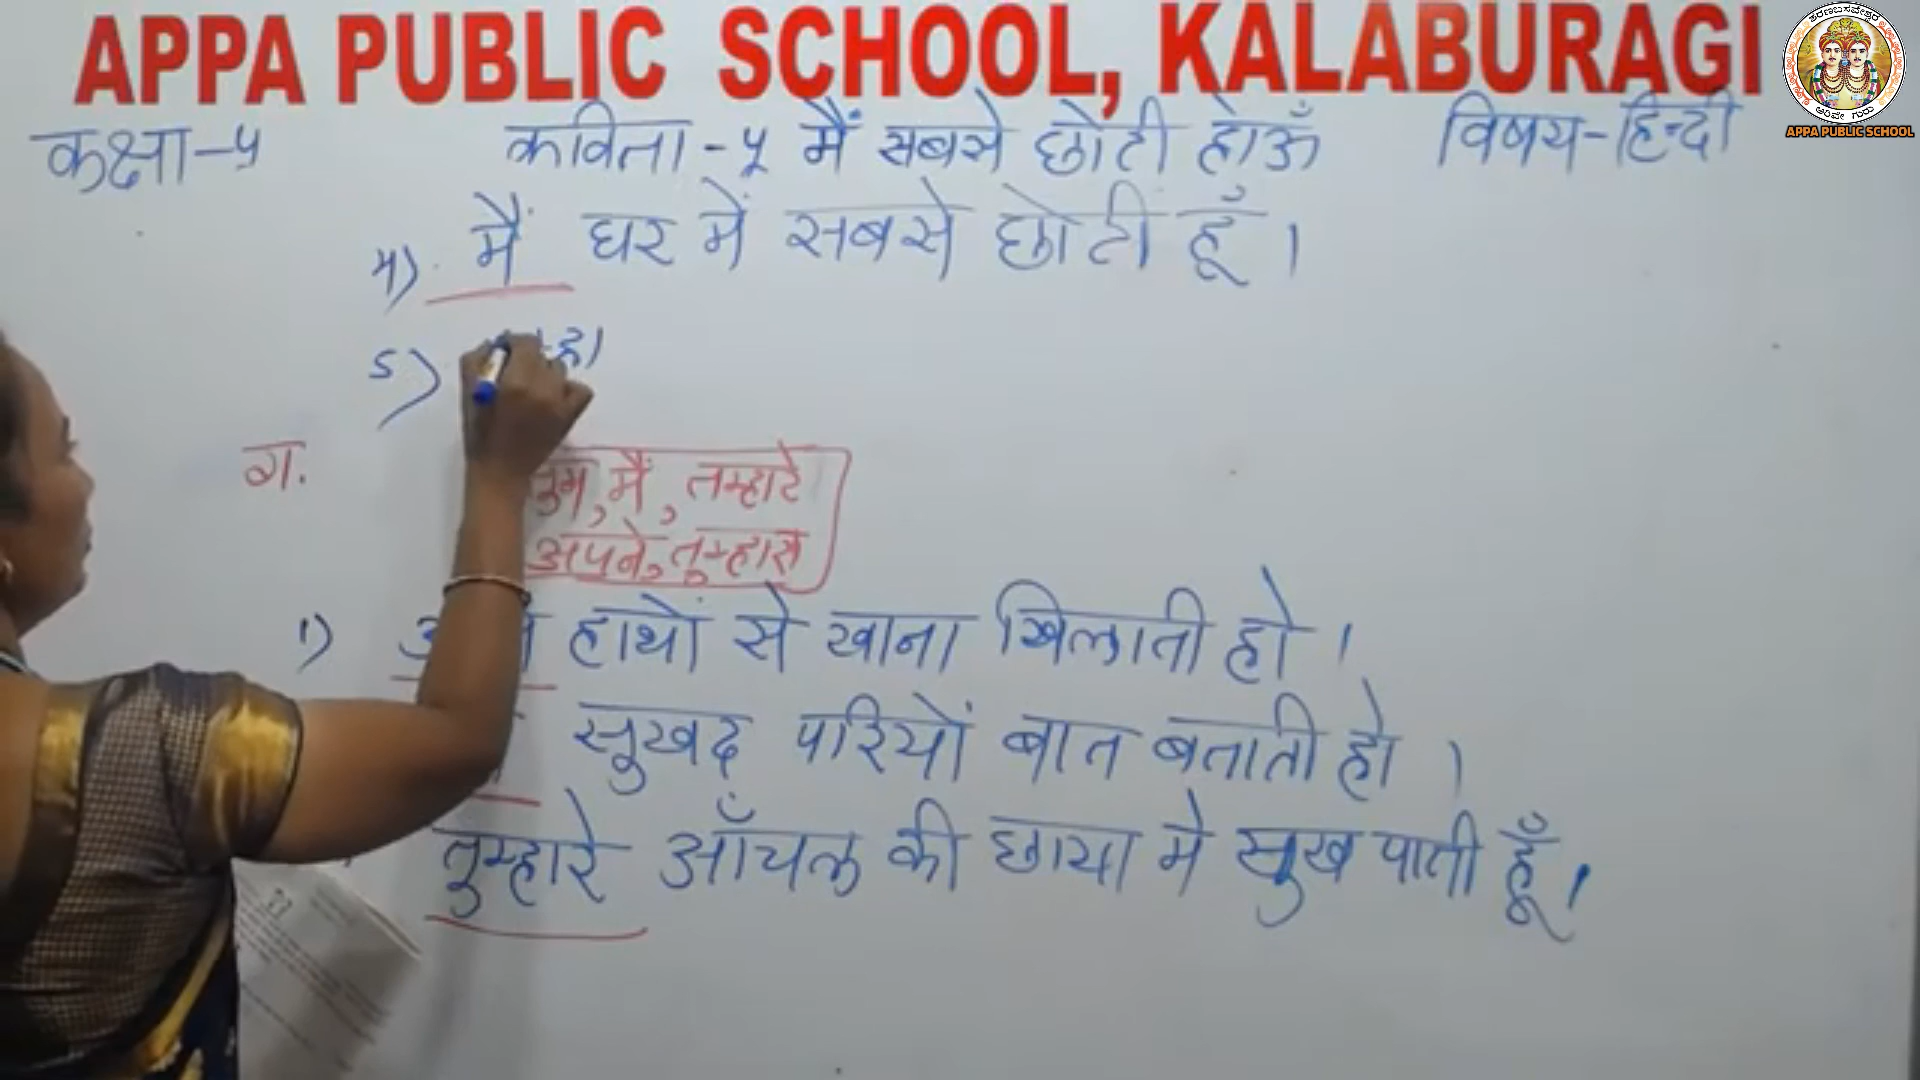 APPA PUBLIC SCHOOL, KALABURAGI
APPA PUBLIC SCHOOL
कक्षा-५ कविता-५ मैं सबसे छोटी होऊँ विषय-हिन्दी
४) मैं घर में सबसे छोटी हूँ।
५)
ग. मैं, तम्हारे
अपने, तुम्हारा
१) हाथों से खाना खिलाती हो।
सुखद परियों बात बताती हो।
तुम्हारे आँचल की छाया मे सुख पाती हूँ।